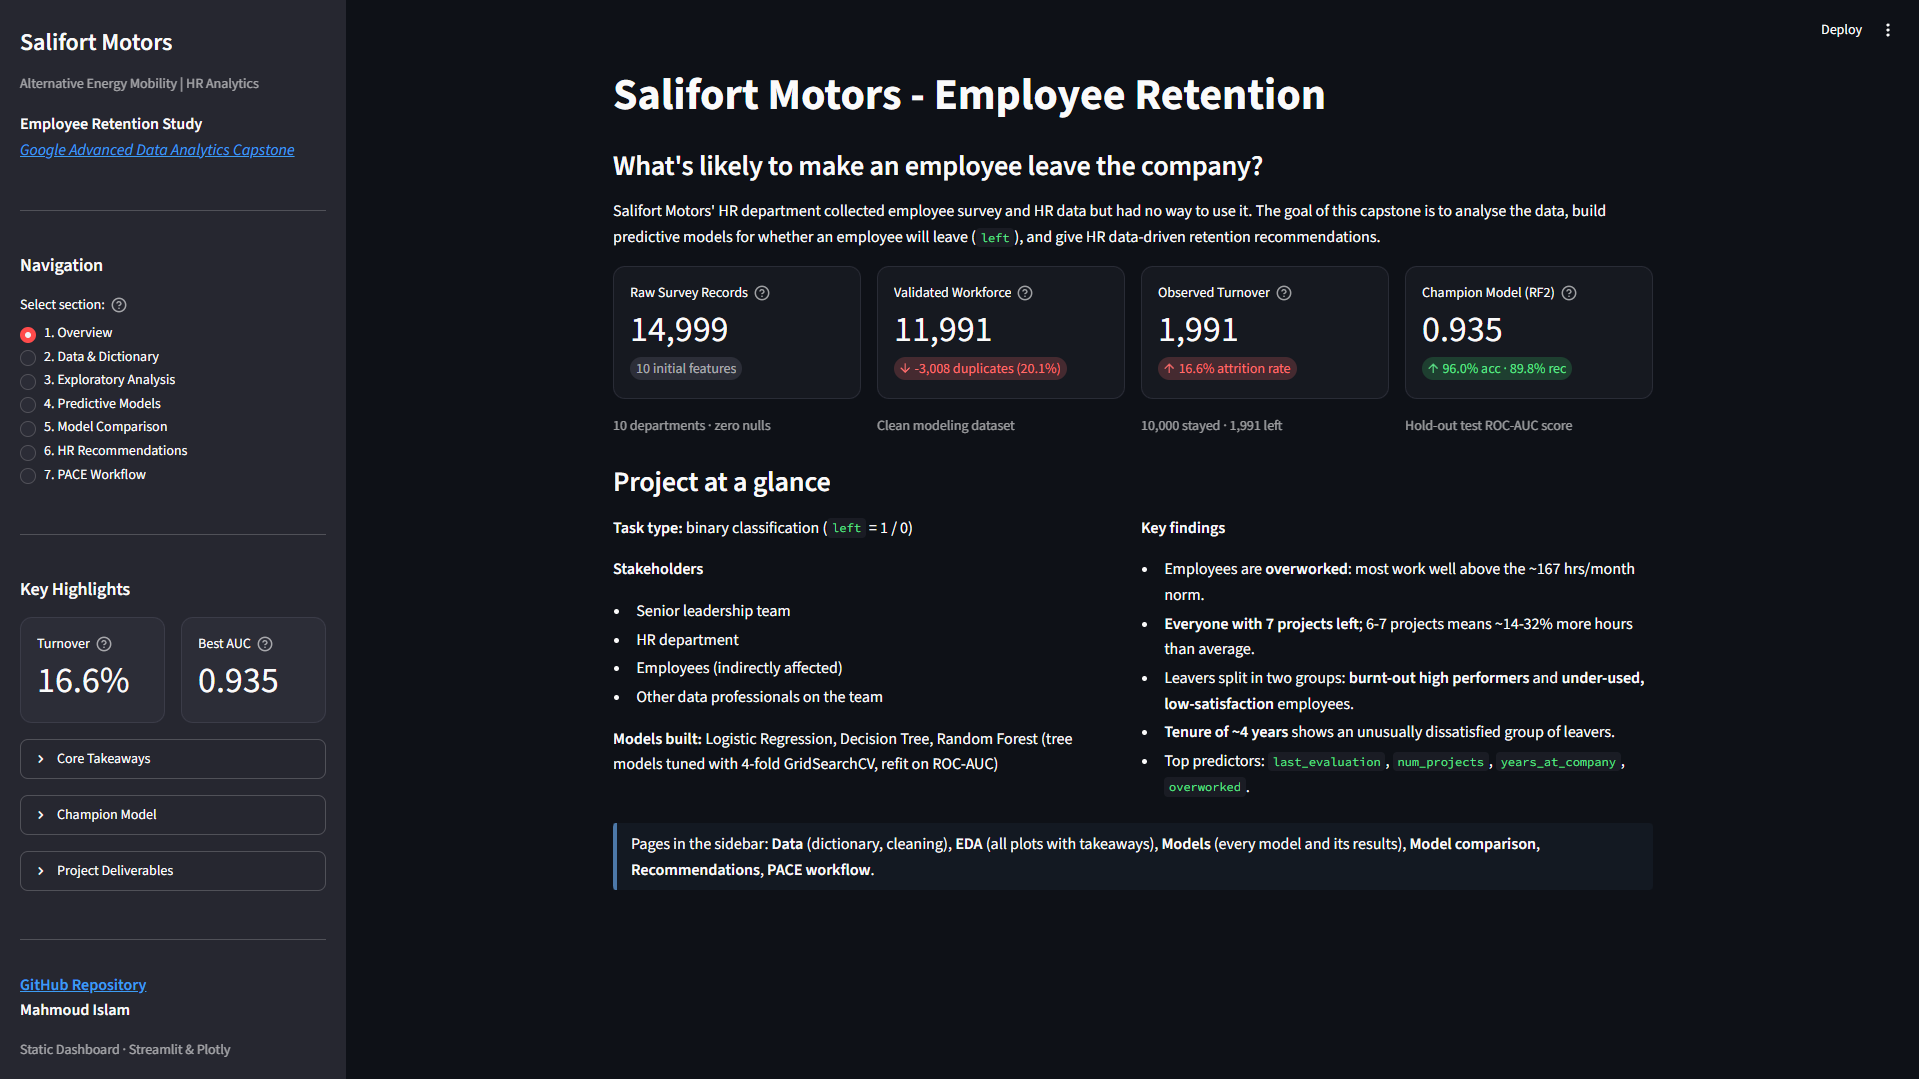 Salifort Motors
Alternative Energy Mobility | HR Analytics
Employee Retention Study
Google Advanced Data Analytics Capstone
Navigation
Select section:
1. Overview
2. Data & Dictionary
3. Exploratory Analysis
4. Predictive Models
5. Model Comparison
6. HR Recommendations
7. PACE Workflow
Key Highlights
Turnover
16.6%
Best AUC
0.935
Core Takeaways
Champion Model
Project Deliverables
GitHub Repository
Mahmoud Islam
Static Dashboard · Streamlit & Plotly
Deploy
Salifort Motors - Employee Retention
What's likely to make an employee leave the company?
Salifort Motors' HR department collected employee survey and HR data but had no way to use it. The goal of this capstone is to analyse the data, build
predictive models for whether an employee will leave ( left ), and give HR data-driven retention recommendations.
Raw Survey Records
14,999
10 initial features
10 departments · zero nulls
Validated Workforce
11,991
↓ -3,008 duplicates (20.1%)
Clean modeling dataset
Observed Turnover
1,991
↑ 16.6% attrition rate
10,000 stayed · 1,991 left
Champion Model (RF2)
0.935
↑ 96.0% acc · 89.8% rec
Hold-out test ROC-AUC score
Project at a glance
Task type: binary classification ( left = 1 / 0)
Stakeholders
• Senior leadership team
• HR department
• Employees (indirectly affected)
• Other data professionals on the team
Models built: Logistic Regression, Decision Tree, Random Forest (tree
models tuned with 4-fold GridSearchCV, refit on ROC-AUC)
Key findings
• Employees are overworked: most work well above the ~167 hrs/month
norm.
• Everyone with 7 projects left; 6-7 projects means ~14-32% more hours
than average.
• Leavers split in two groups: burnt-out high performers and under-used,
low-satisfaction employees.
• Tenure of ~4 years shows an unusually dissatisfied group of leavers.
• Top predictors: last_evaluation , num_projects , years_at_company ,
overworked .
Pages in the sidebar: Data (dictionary, cleaning), EDA (all plots with takeaways), Models (every model and its results), Model comparison,
Recommendations, PACE workflow.